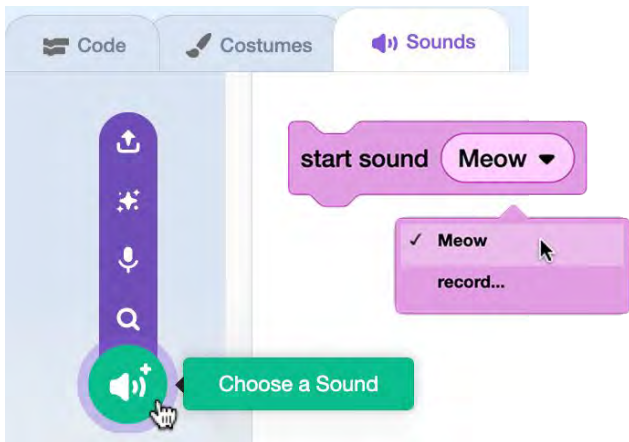 Code Costumes Sounds
start sound Meow
✓ Meow
record...
Choose a Sound